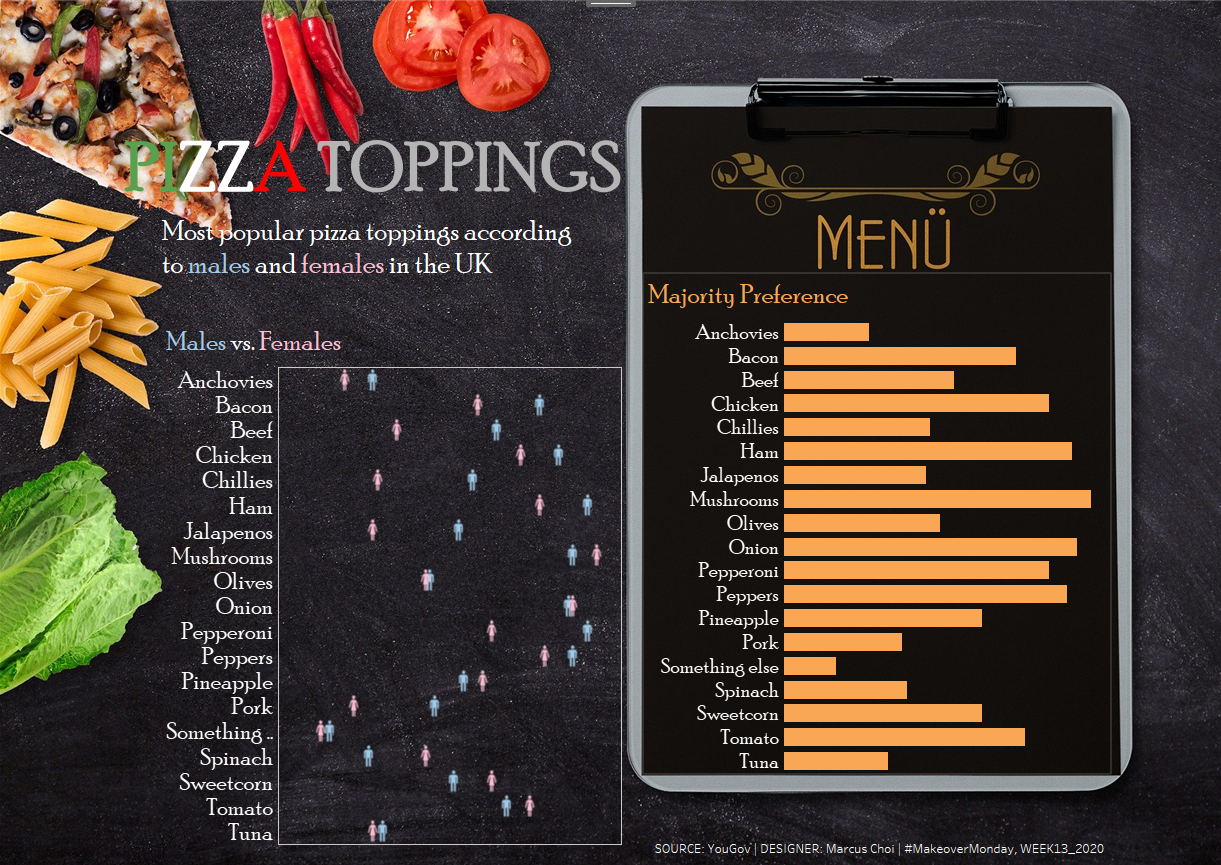 PIZZA TOPPINGS
Most popular pizza toppings according
to males and females in the UK
Males vs. Females
Anchovies
Bacon
Beef
Chicken
Chillies
Ham
Jalapenos
Mushrooms
Olives
Onion
Pepperoni
Peppers
Pineapple
Pork
Something ..
Spinach
Sweetcorn
Tomato
Tuna
MENÜ
Majority Preference
Anchovies
Bacon
Beef
Chicken
Chillies
Ham
Jalapenos
Mushrooms
Olives
Onion
Pepperoni
Peppers
Pineapple
Pork
Something else
Spinach
Sweetcorn
Tomato
Tuna
SOURCE: YouGov | DESIGNER: Marcus Choi | #MakeoverMonday, WEEK13_2020